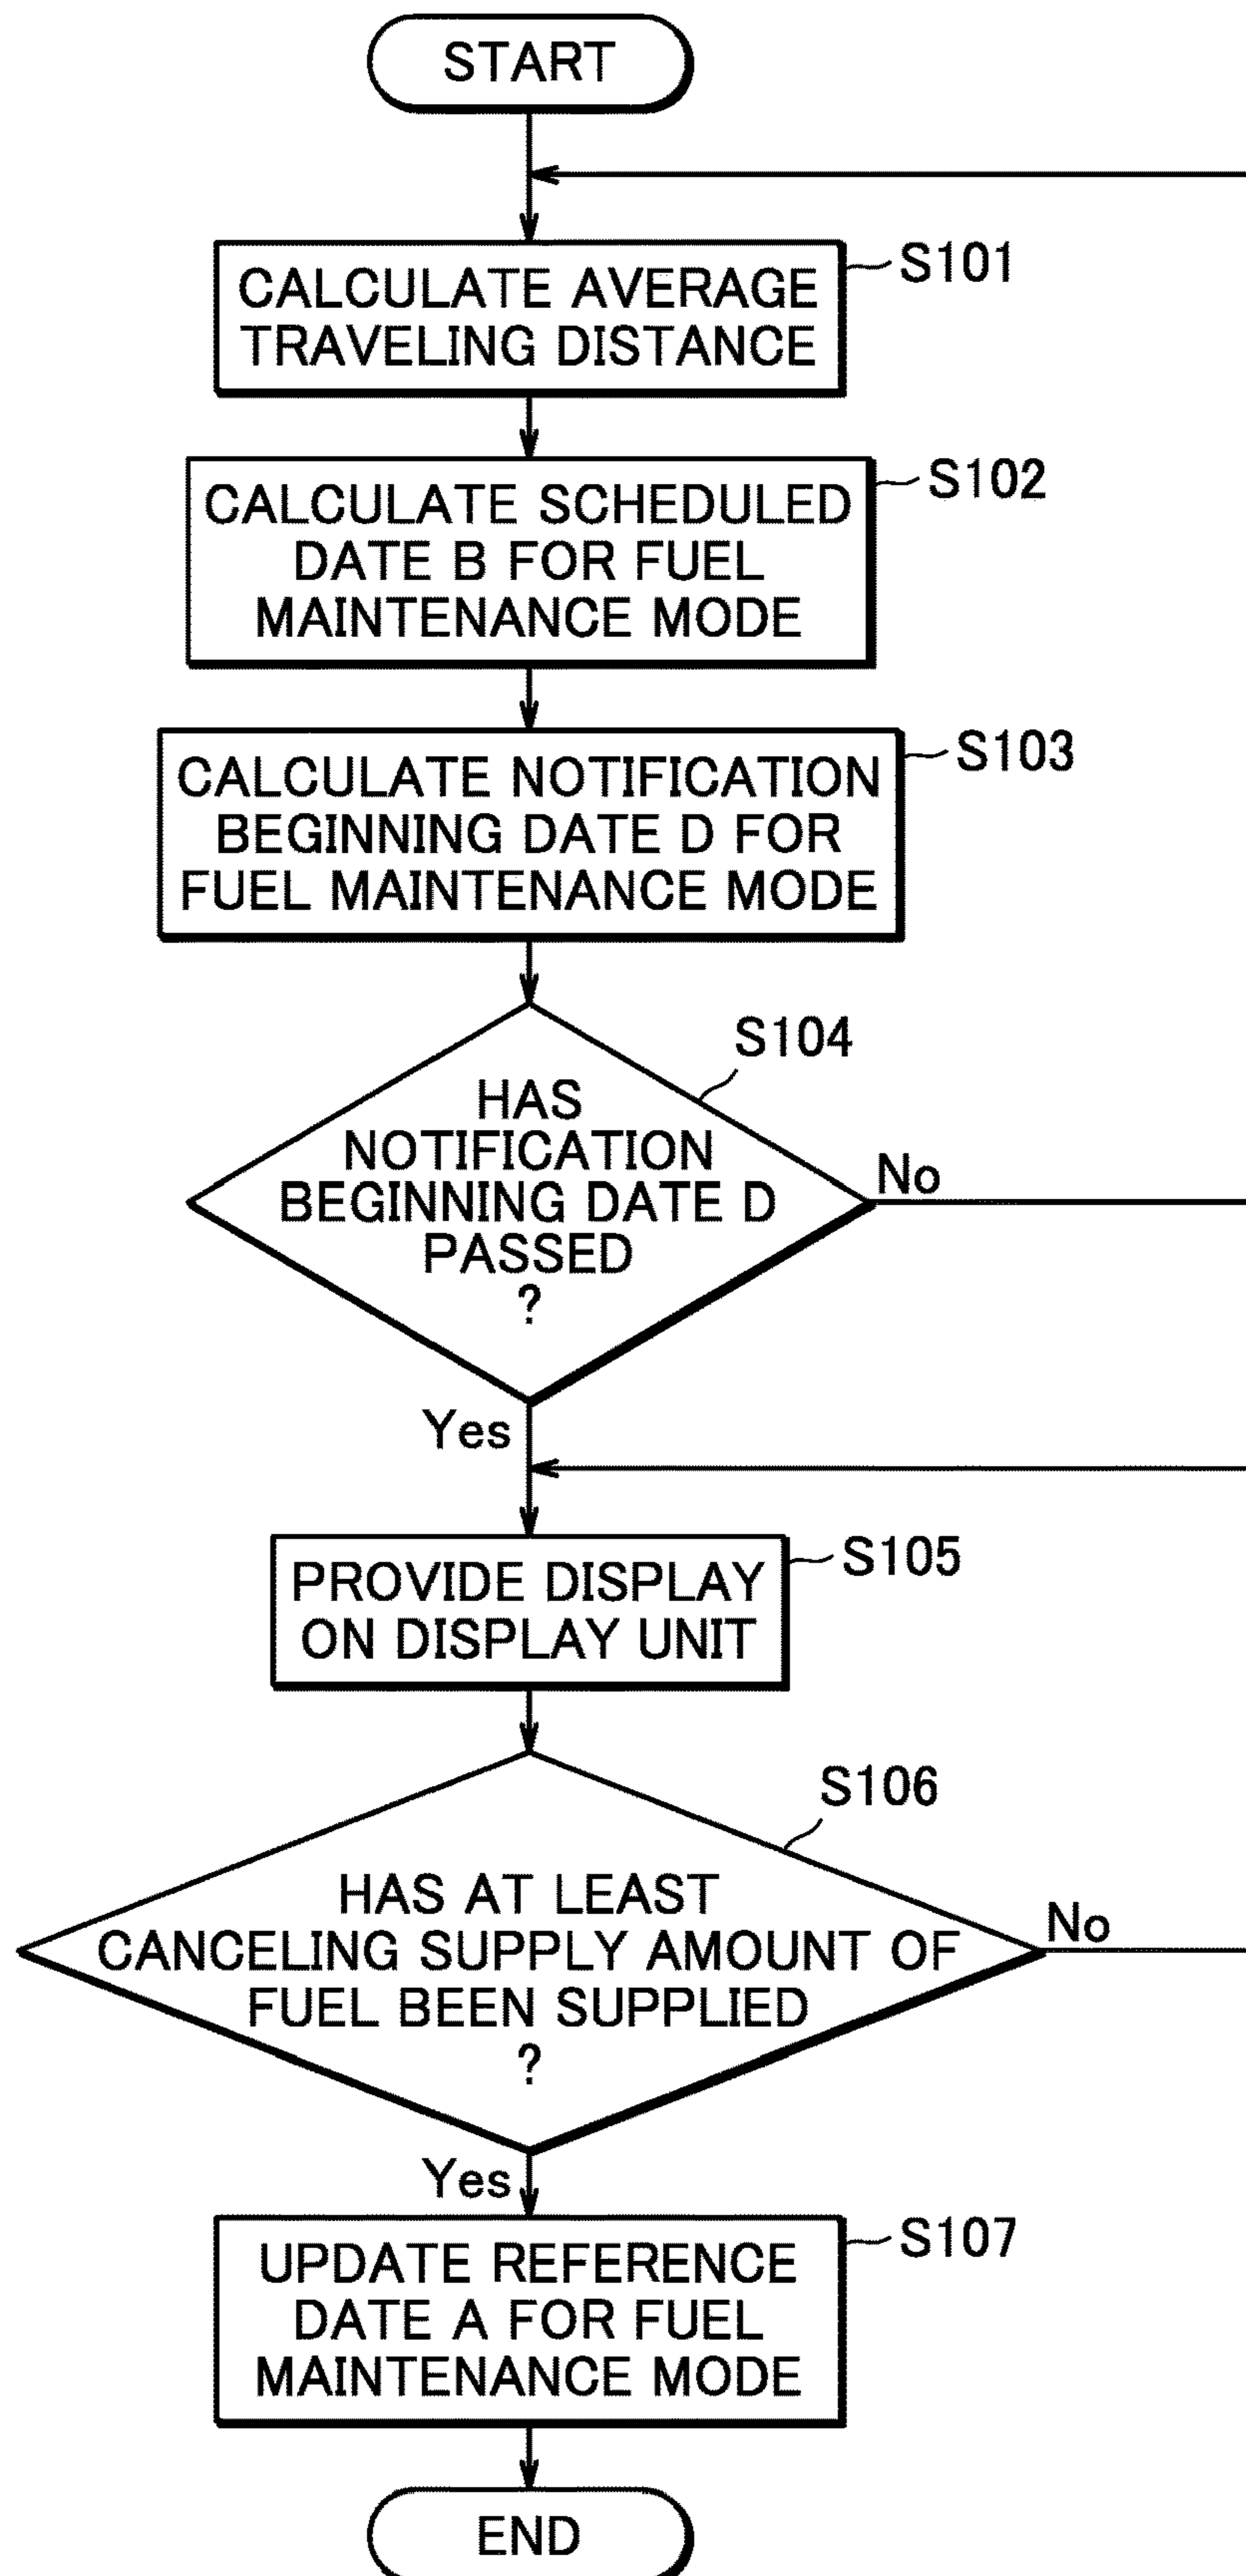 START
S101
CALCULATE AVERAGE
TRAVELING DISTANCE
S102
CALCULATE SCHEDULED
DATE B FOR FUEL
MAINTENANCE MODE
S103
CALCULATE NOTIFICATION
BEGINNING DATE D FOR
FUEL MAINTENANCE MODE
S104
HAS
NOTIFICATION
BEGINNING DATE D
PASSED
?
No
Yes
S105
PROVIDE DISPLAY
ON DISPLAY UNIT
S106
HAS AT LEAST
CANCELING SUPPLY AMOUNT OF
FUEL BEEN SUPPLIED
?
No
Yes
S107
UPDATE REFERENCE
DATE A FOR FUEL
MAINTENANCE MODE
END